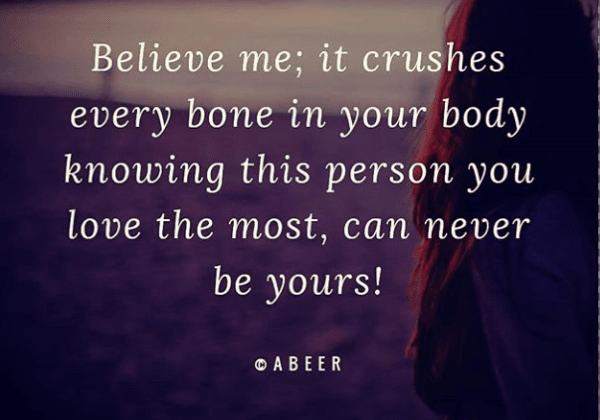 Believe me; it crushes
every bone in your body
knowing this person you
love the most, can never
be yours!
ABEER